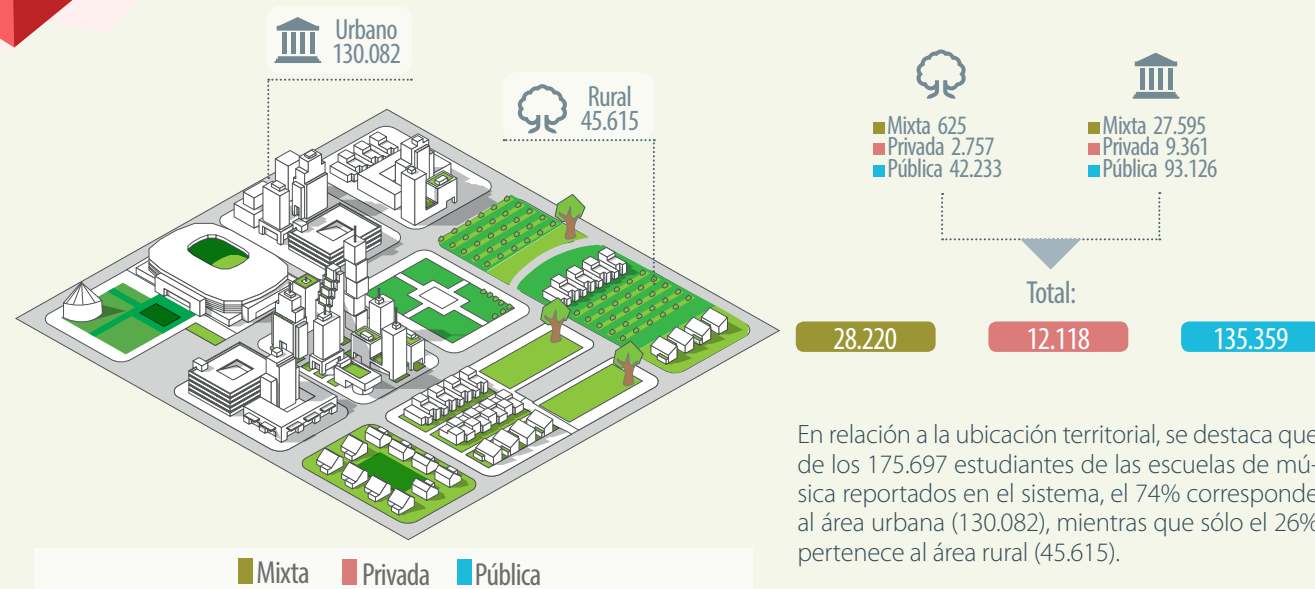 Urbano
130.082
Rural
45.615
Mixta 625
Privada 2.757
Pública 42.233
Mixta 27.595
Privada 9.361
Pública 93.126
Total:
28.220
12.118
135.359
En relación a la ubicación territorial, se destaca que
de los 175.697 estudiantes de las escuelas de mú-
sica reportados en el sistema, el 74% corresponde
al área urbana (130.082), mientras que sólo el 26%
pertenece al área rural (45.615).
Mixta Privada Pública